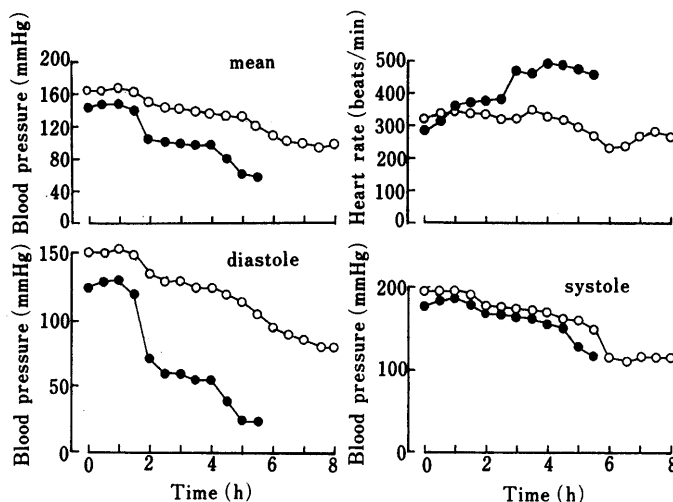 Blood pressure (mmHg)
200
160
120
80
40
0
mean
Heart rate (beats/min)
500
400
300
200
100
0
Blood pressure (mmHg)
150
100
50
0
diastole
0 2 4 6 8
Time (h)
Blood pressure (mmHg)
200
100
0
systole
0 2 4 6 8
Time (h)